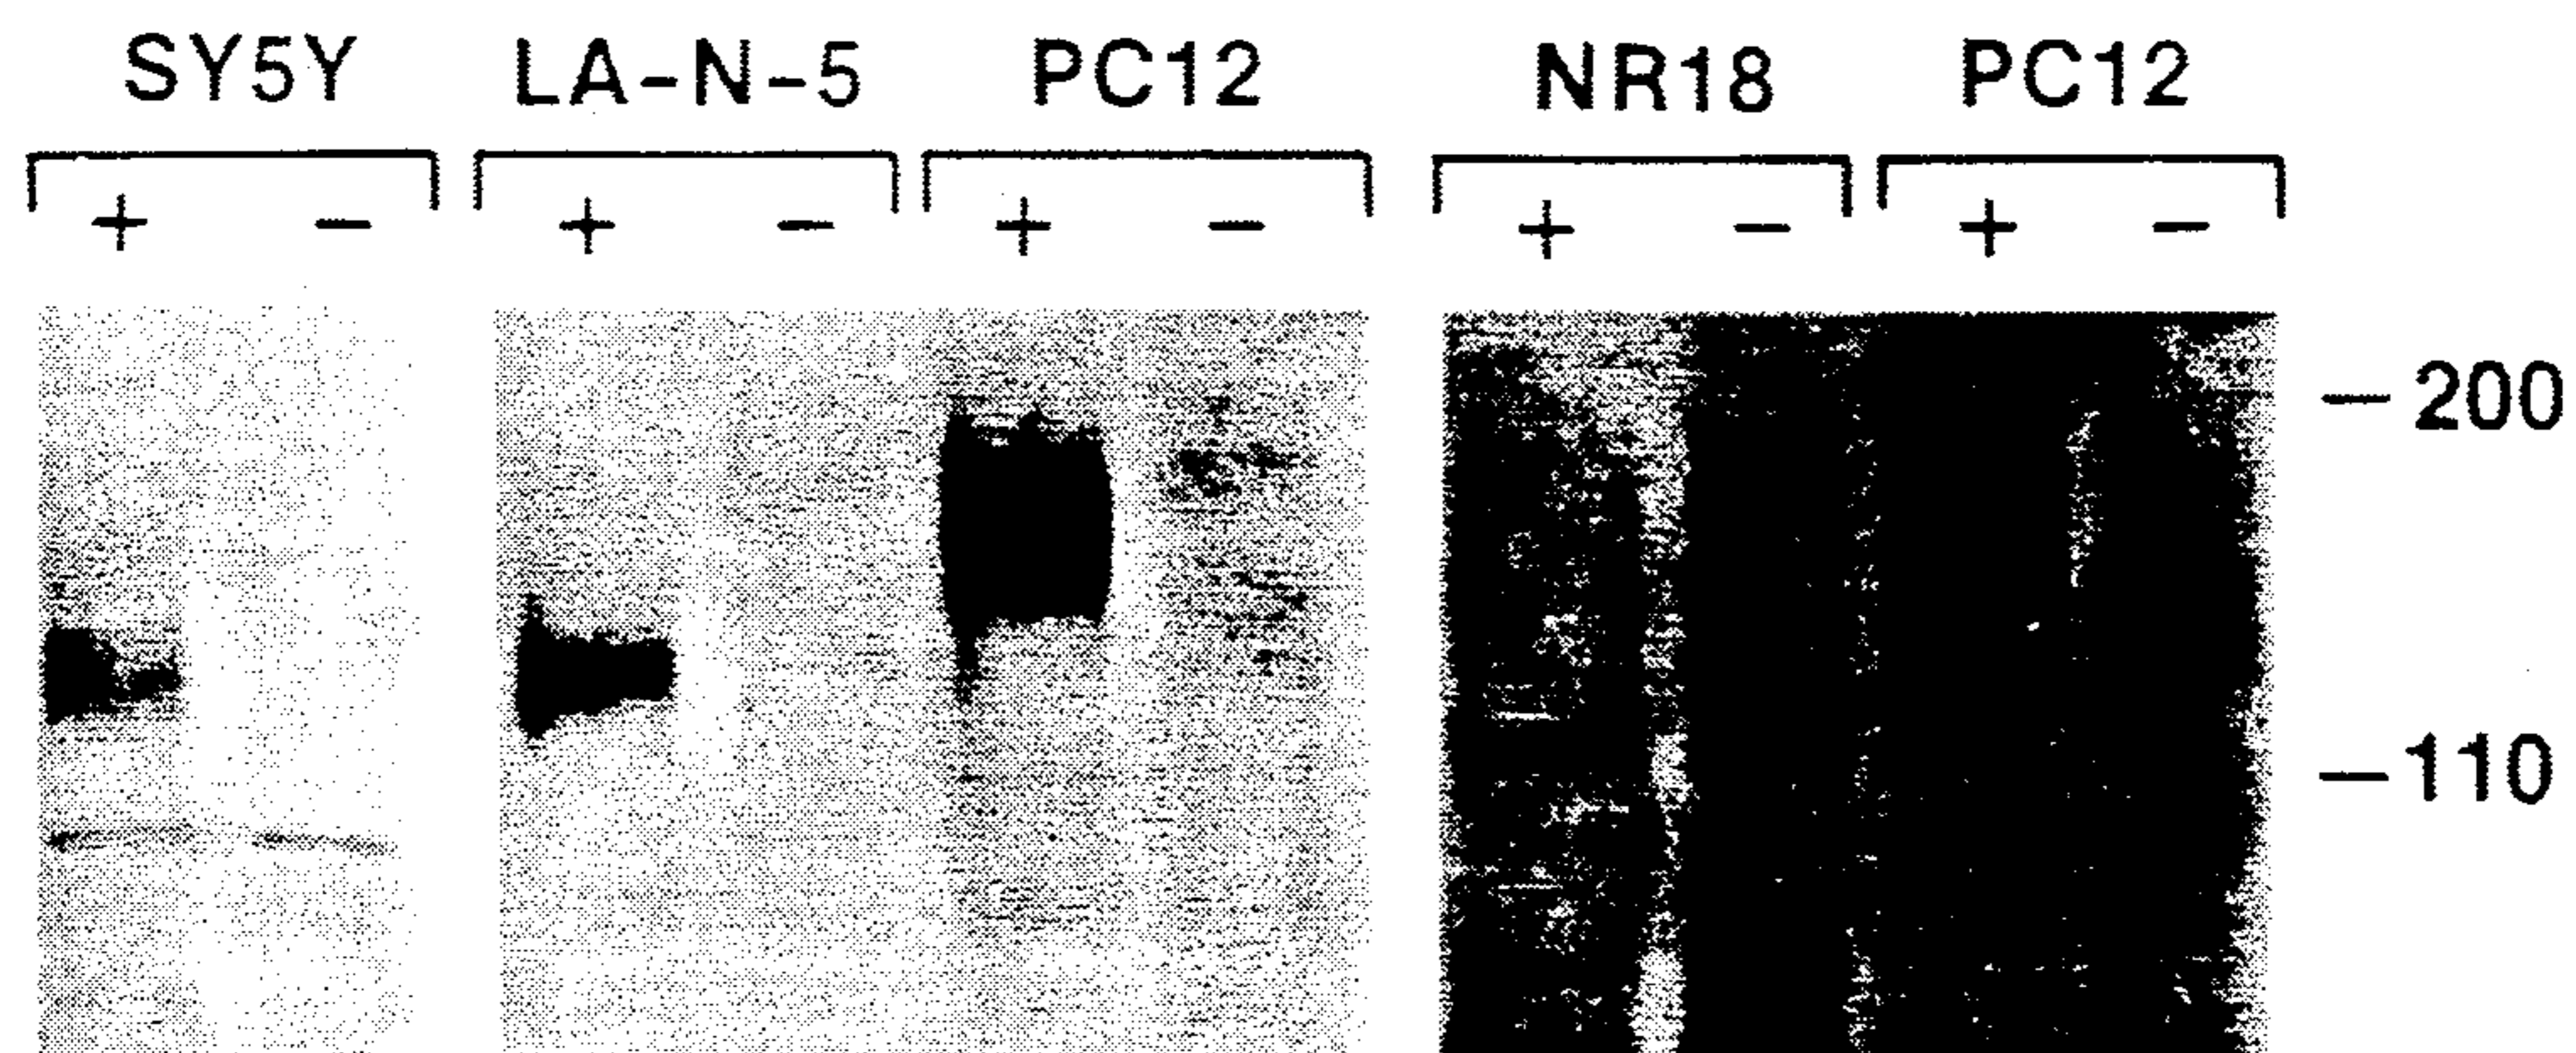 SY5Y LA-N-5 PC12 NR18 PC12
+ − + − + − + − + −
200
110